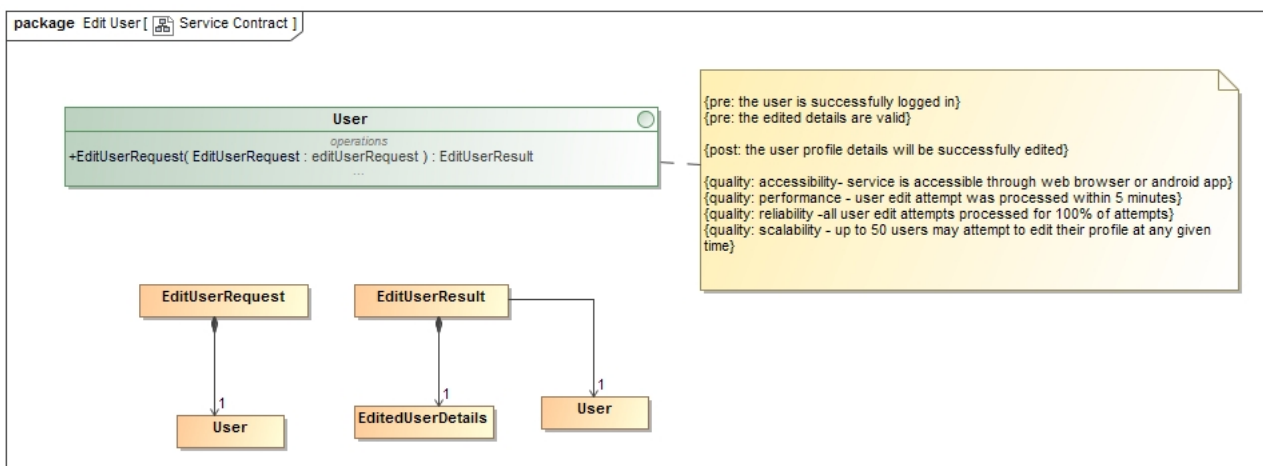 package Edit User [ Service Contract ]
User
operations
+EditUserRequest( EditUserRequest : editUserRequest ) : EditUserResult
...
{pre: the user is successfully logged in}
{pre: the edited details are valid}
{post: the user profile details will be successfully edited}
{quality: accessibility- service is accessible through web browser or android app}
{quality: performance - user edit attempt was processed within 5 minutes}
{quality: reliability -all user edit attempts processed for 100% of attempts}
{quality: scalability - up to 50 users may attempt to edit their profile at any given
time}
EditUserRequest
EditUserResult
1
1
1
User
EditedUserDetails
User